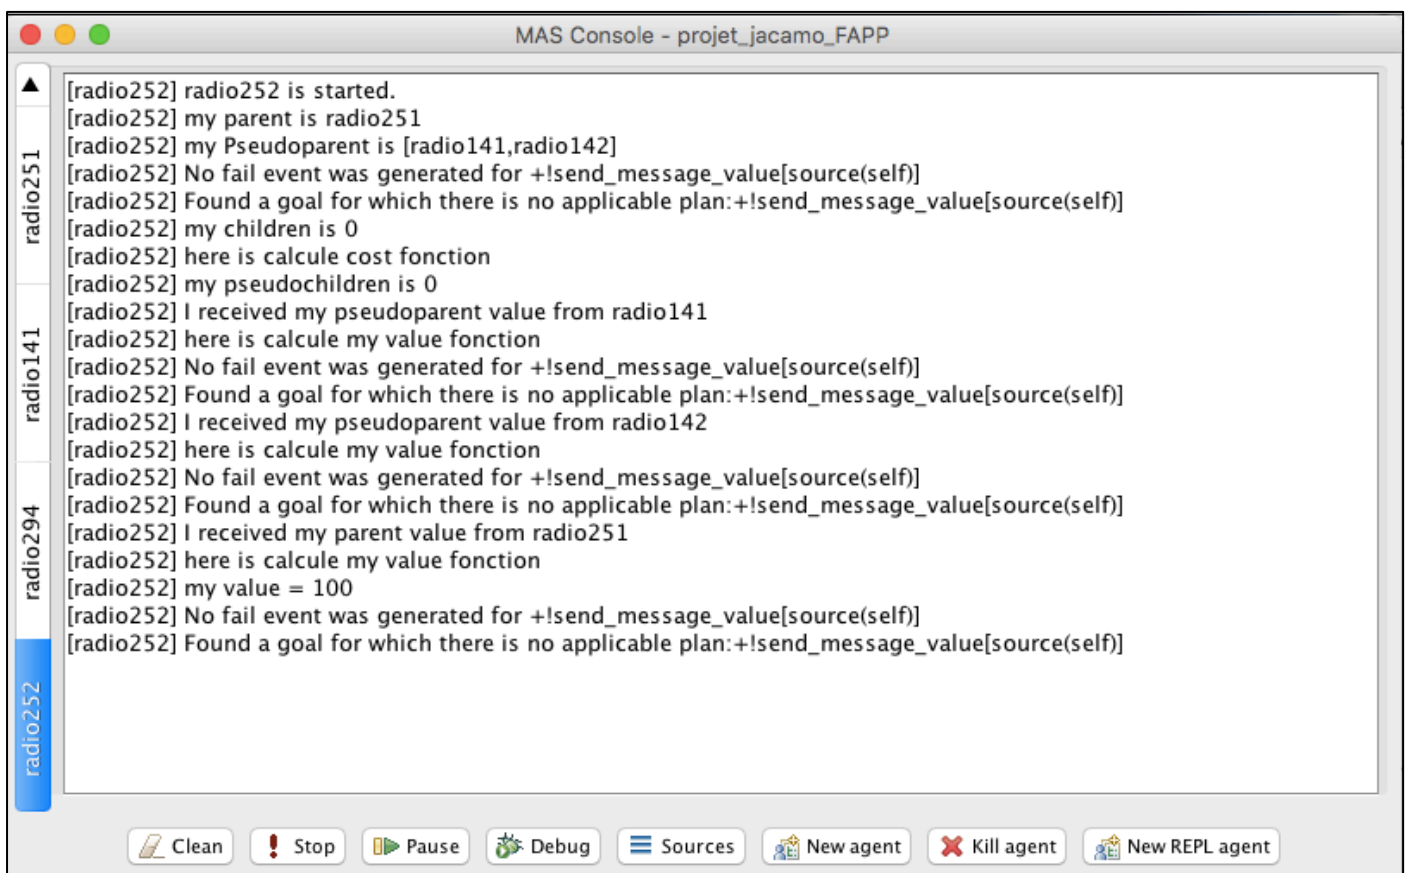 MAS Console - projet_jacamo_FAPP
radio251
radio141
radio294
radio252
[radio252] radio252 is started.
[radio252] my parent is radio251
[radio252] my Pseudoparent is [radio141,radio142]
[radio252] No fail event was generated for +!send_message_value[source(self)]
[radio252] Found a goal for which there is no applicable plan:+!send_message_value[source(self)]
[radio252] my children is 0
[radio252] here is calcule cost fonction
[radio252] my pseudochildren is 0
[radio252] I received my pseudoparent value from radio141
[radio252] here is calcule my value fonction
[radio252] No fail event was generated for +!send_message_value[source(self)]
[radio252] Found a goal for which there is no applicable plan:+!send_message_value[source(self)]
[radio252] I received my pseudoparent value from radio142
[radio252] here is calcule my value fonction
[radio252] No fail event was generated for +!send_message_value[source(self)]
[radio252] Found a goal for which there is no applicable plan:+!send_message_value[source(self)]
[radio252] I received my parent value from radio251
[radio252] here is calcule my value fonction
[radio252] my value = 100
[radio252] No fail event was generated for +!send_message_value[source(self)]
[radio252] Found a goal for which there is no applicable plan:+!send_message_value[source(self)]
Clean Stop Pause Debug Sources New agent Kill agent New REPL agent